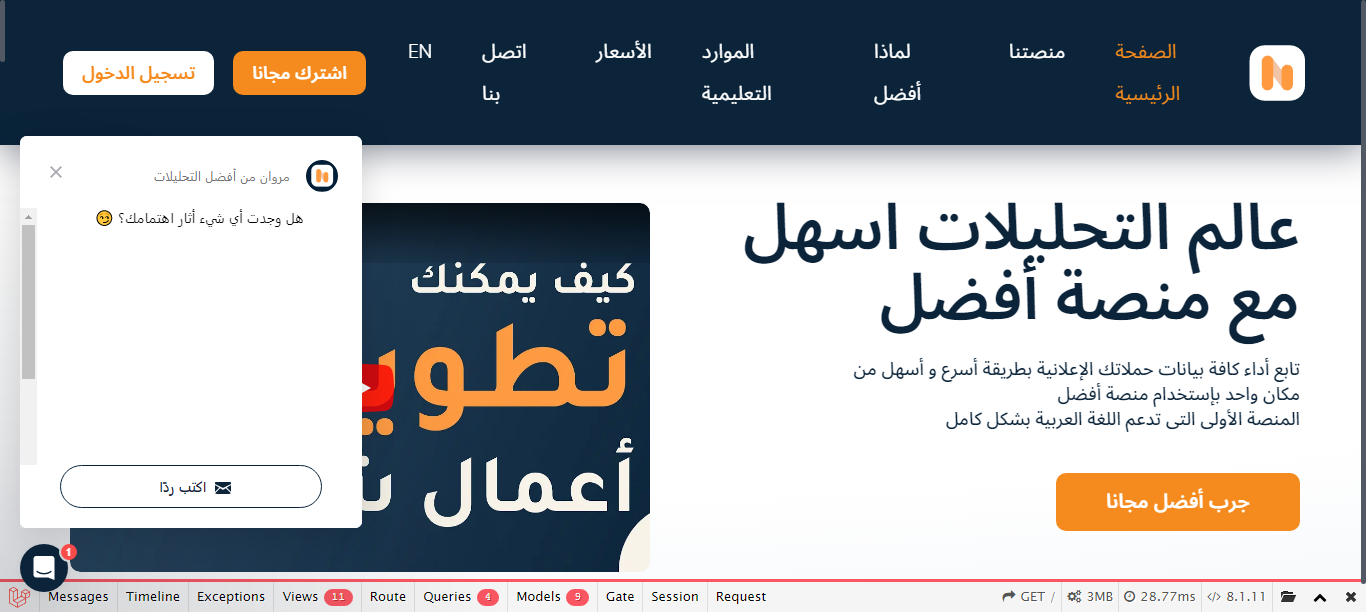 الصفحة الرئيسية
منصتنا
لماذا أفضل
الموارد التعليمية
الأسعار
اتصل بنا
EN
اشترك مجانا
تسجيل الدخول
مروان من أفضل التحليلات
هل وجدت أي شيء أثار اهتمامك؟ 😏
اكتب ردًا
1
عالم التحليلات اسهل
مع منصة أفضل
تابع أداء كافة بيانات حملاتك الإعلانية بطريقة أسرع و أسهل من
مكان واحد بإستخدام منصة أفضل
المنصة الأولى التى تدعم اللغة العربية بشكل كامل
جرب أفضل مجانا
كيف يمكنك
أعمال
Messages Timeline Exceptions Views 11 Route Queries 4 Models 9 Gate Session Request GET / 3MB 28.77ms 8.1.11